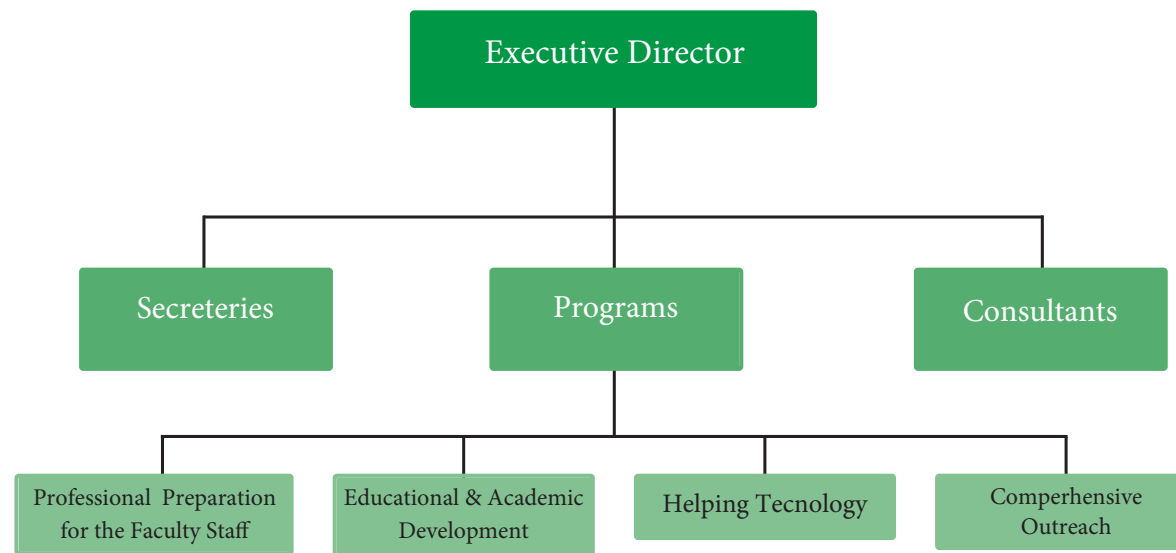 Executive Director
Secreteries
Programs
Consultants
Professional Preparation
for the Faculty Staff
Educational & Academic
Development
Helping Tecnology
Comperhensive
Outreach